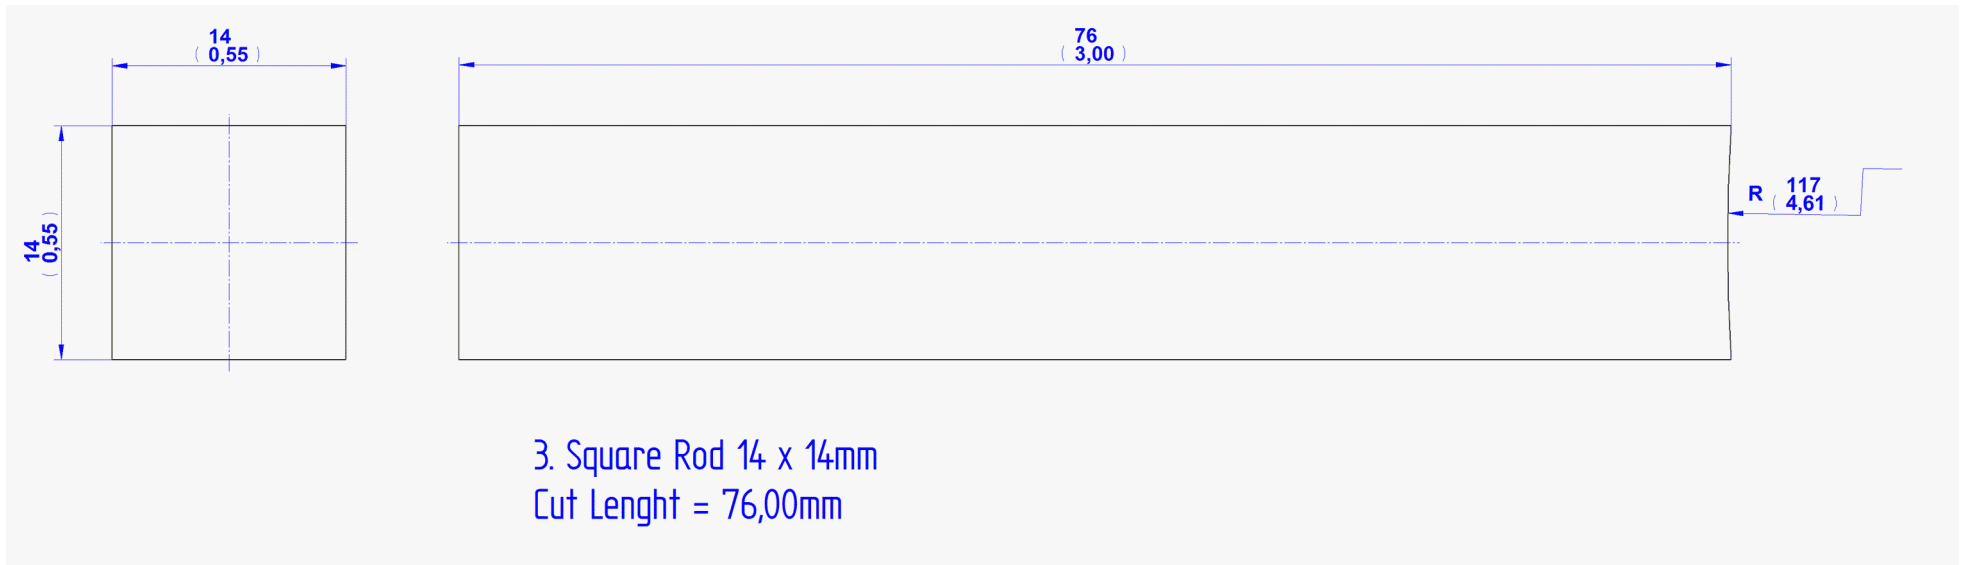 14
( 0,55 )
76
( 3,00 )
14
( 0,55 )
R 117
( 4,61 )
3. Square Rod 14 x 14mm
Cut Lenght = 76,00mm